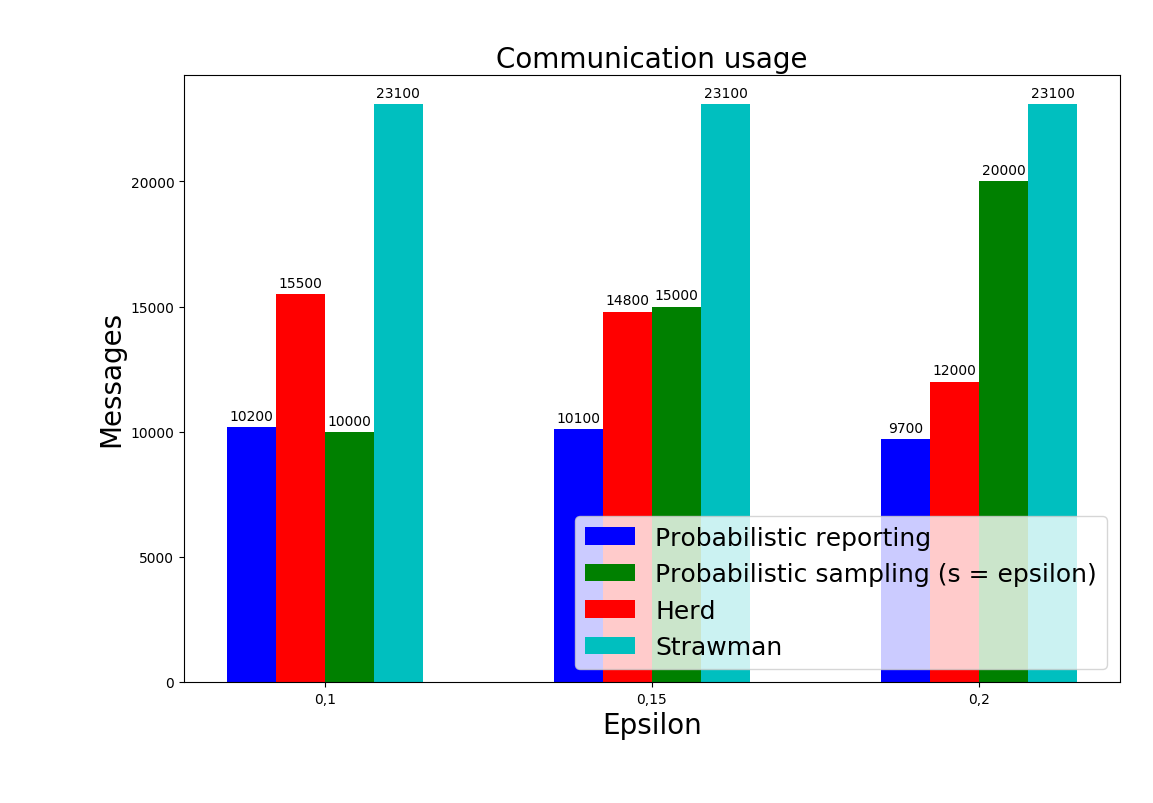 Communication usage
23100
23100
23100
20000
20000
15500
15000
14800
15000
12000
Messages
10200
10000
10100
9700
10000
5000
0
Probabilistic reporting
Probabilistic sampling (s = epsilon)
Herd
Strawman
0,1
0,15
0,2
Epsilon